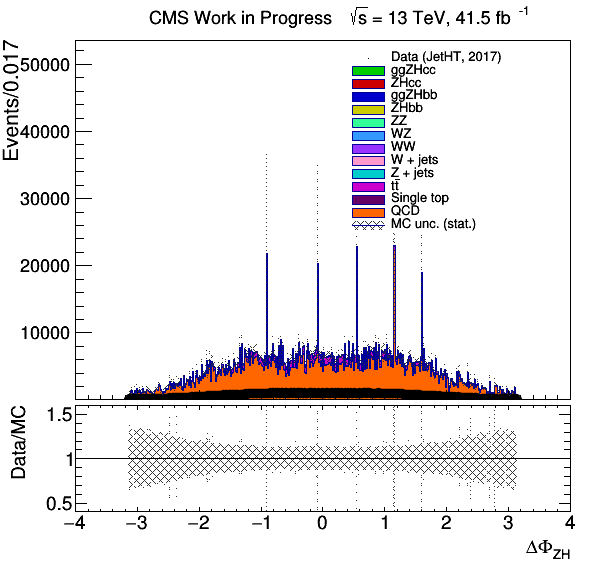 CMS Work in Progress √s = 13 TeV, 41.5 fb⁻¹
Events/0.017
50000
40000
30000
20000
10000
Data (JetHT, 2017)
ggZHcc
ZHcc
ggZHbb
ZHbb
ZZ
WZ
WW
W + jets
Z + jets
tt̄
Single top
QCD
MC unc. (stat.)
Data/MC
1.5
1
0.5
−4 −3 −2 −1 0 1 2 3 4
ΔΦ_ZH